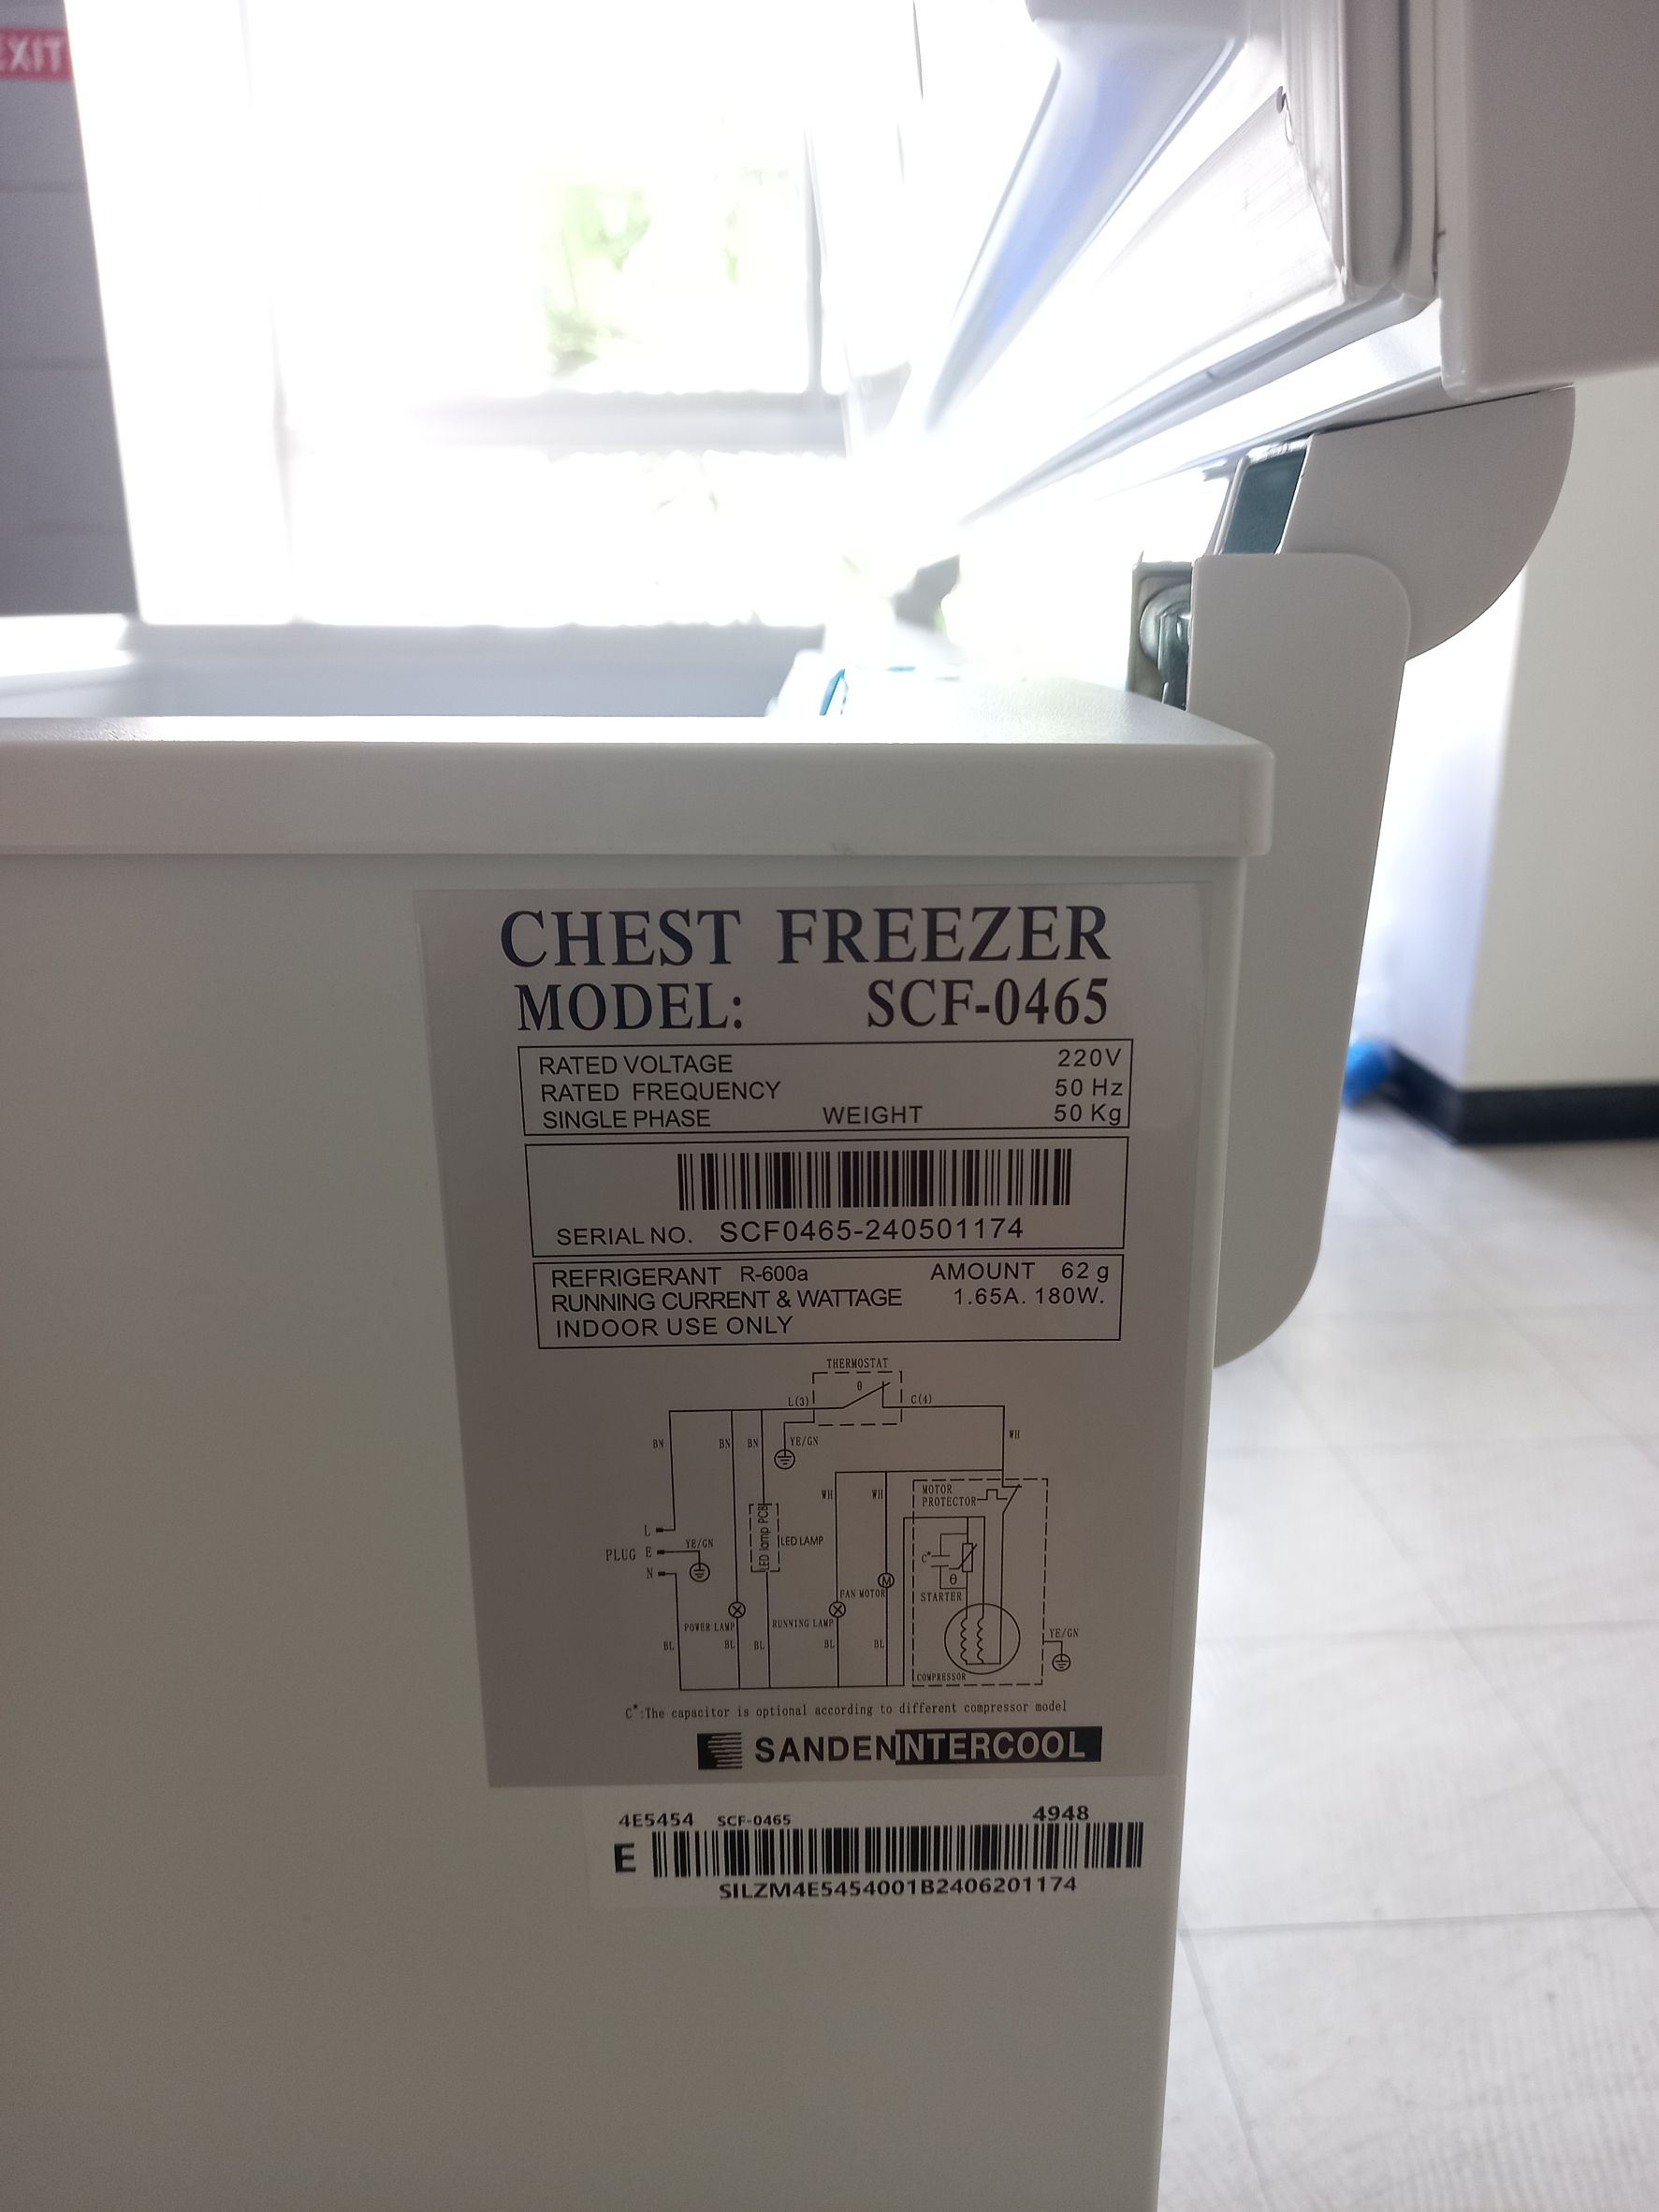 EXIT
CHEST FREEZER
MODEL: SCF-0465
RATED VOLTAGE 220V
RATED FREQUENCY 50 Hz
SINGLE PHASE WEIGHT 50 Kg
SERIAL NO. SCF0465-240501174
REFRIGERANT R-600a AMOUNT 62 g
RUNNING CURRENT & WATTAGE 1.65A. 180W.
INDOOR USE ONLY
THERMOSTAT
θ
L(3) C(4)
BN BN BN YE/GN WH
WH WH MOTOR
PROTECTOR
L
PLUG E YE/GN
N
LED lamp PCB LED LAMP
C* θ
STARTER
M
FAN MOTOR
POWER LAMP RUNNING LAMP
BL BL BL BL BL YE/GN
COMPRESSOR
C*:The capacitor is optional according to different compressor model
SANDEN INTERCOOL
4E5454 SCF-0465 4948
E
SILZM4E5454001B2406201174